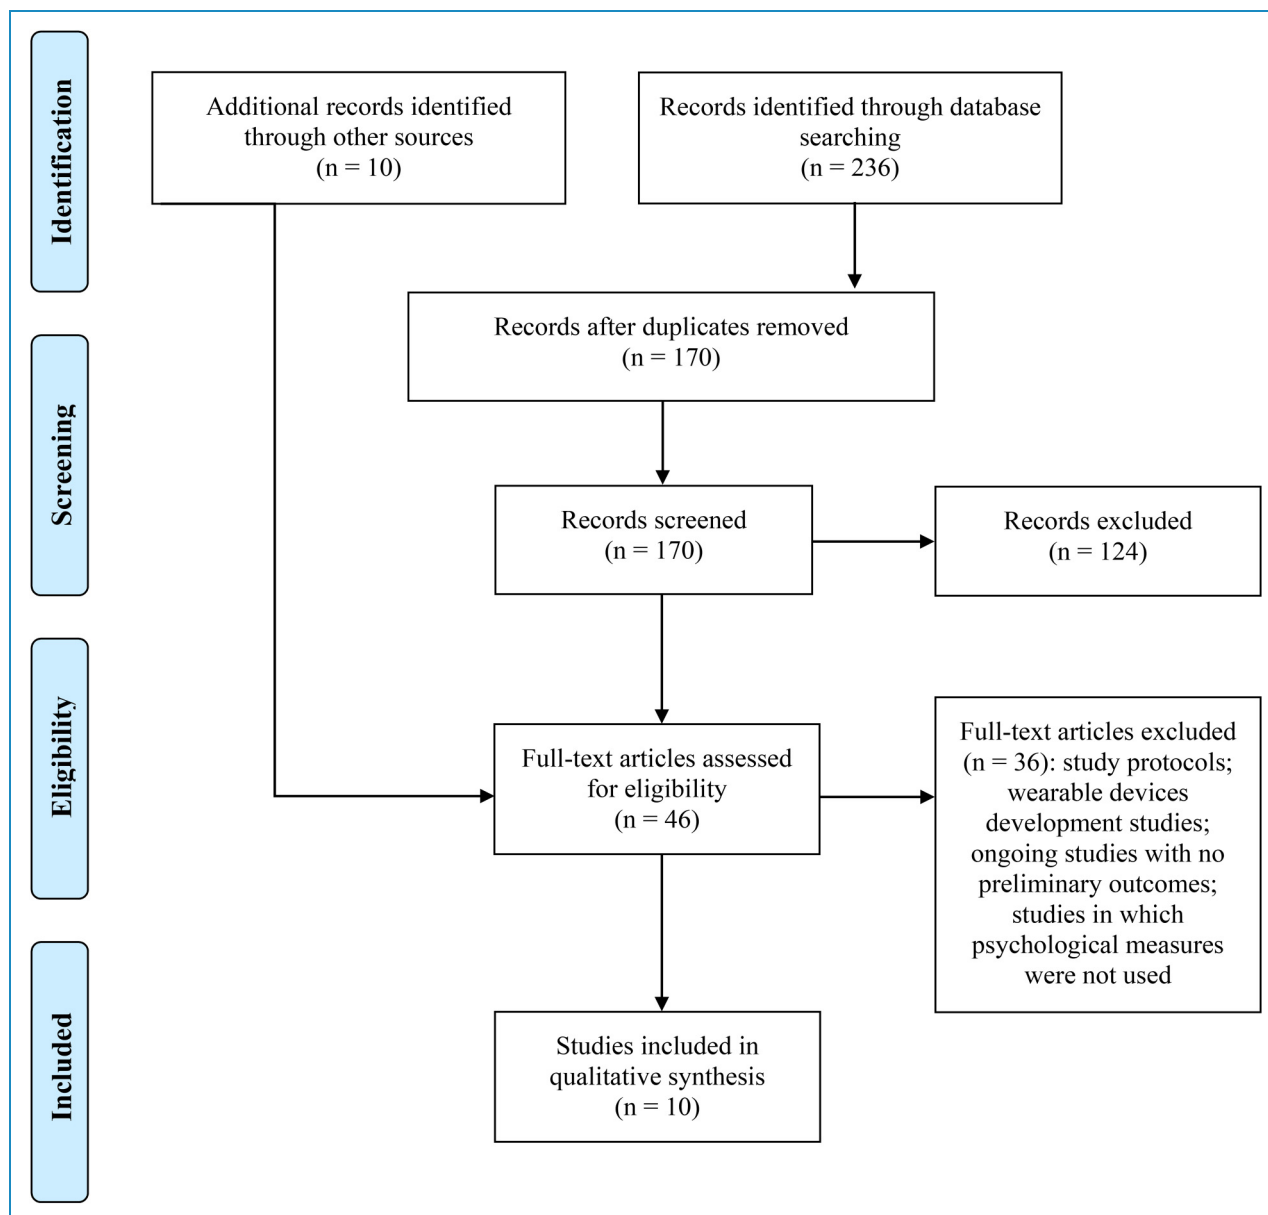 Identification
Additional records identified
through other sources
(n = 10)
Records identified through database
searching
(n = 236)
Records after duplicates removed
(n = 170)
Screening
Records screened
(n = 170)
Records excluded
(n = 124)
Eligibility
Full-text articles assessed
for eligibility
(n = 46)
Full-text articles excluded
(n = 36): study protocols;
wearable devices
development studies;
ongoing studies with no
preliminary outcomes;
studies in which
psychological measures
were not used
Included
Studies included in
qualitative synthesis
(n = 10)